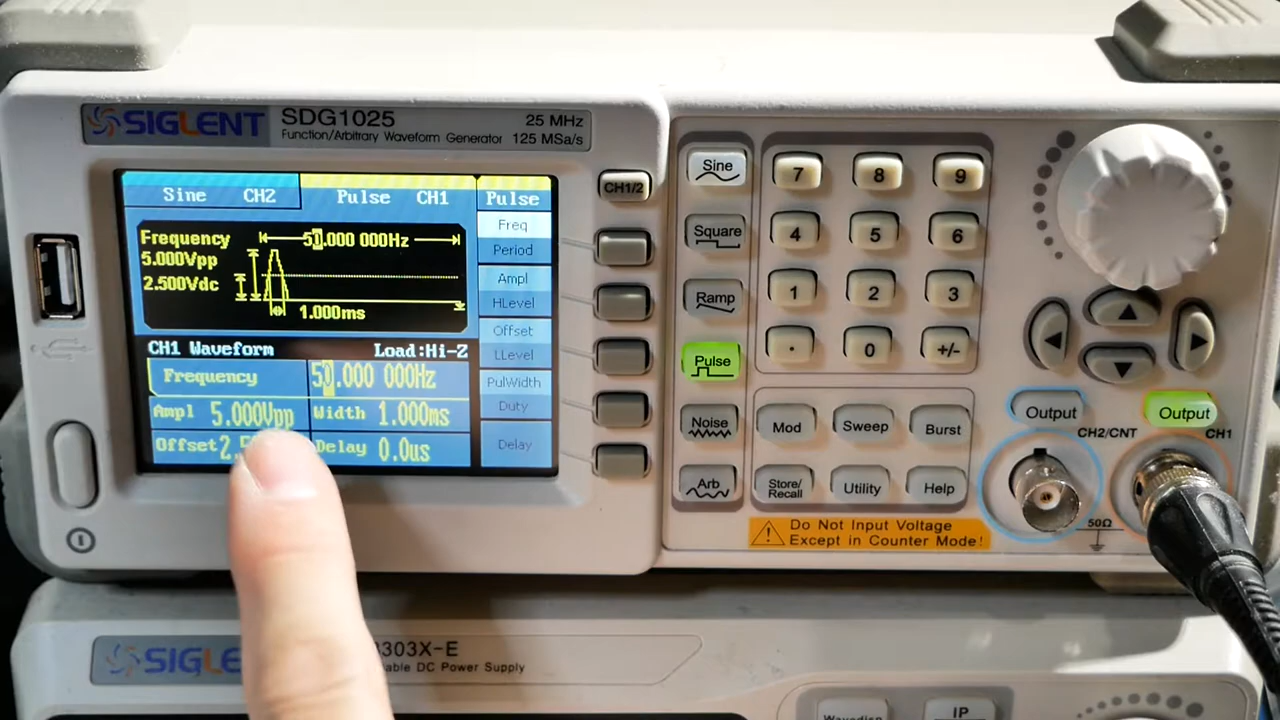 SIGLENT
SDG1025
Function/Arbitrary Waveform Generator
25 MHz
125 MSa/s
Sine CH2
Pulse CH1
Pulse
Frequency
5.000Vpp
2.500Vdc
50.000 000Hz
1.000ms
CH1 Waveform
Load:Hi-Z
Frequency
50.000 000Hz
Ampl 5.000Vpp
Width 1.000ms
Offset
Delay 0.0us
Freq
Period
Ampl
HLevel
Offset
LLevel
PulWidth
Duty
Delay
CH1/2
Sine
Square
Ramp
Pulse
Noise
Arb
7 8 9
4 5 6
1 2 3
. 0 +/-
Mod Sweep Burst
Store/
Recall
Utility Help
Do Not Input Voltage
Except in Counter Mode!
Output
Output
CH2/CNT
CH1
50Ω
303X-E
DC Power Supply